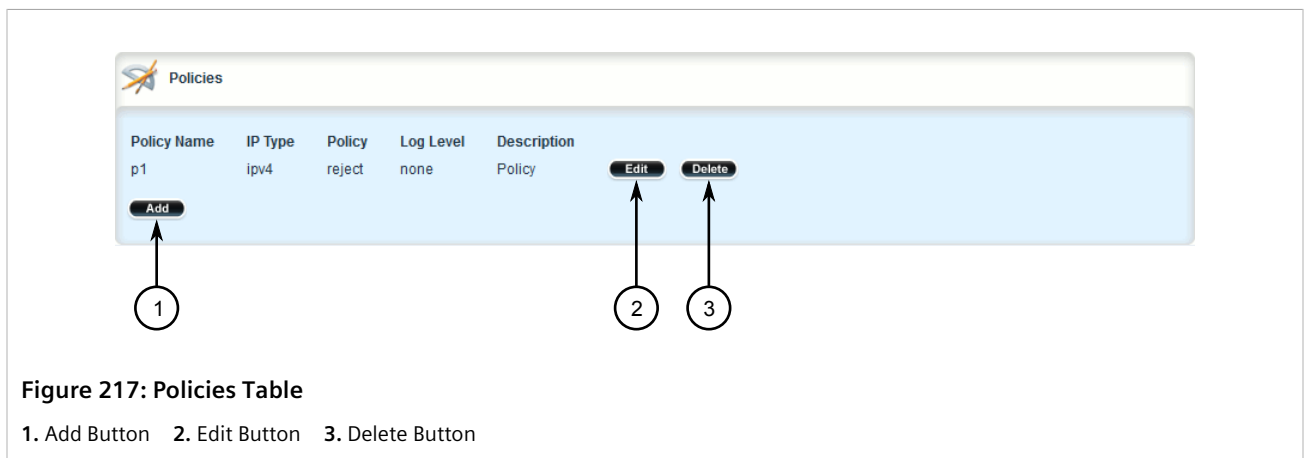 Policies
Policy Name IP Type Policy Log Level Description
p1 ipv4 reject none Policy Edit Delete
Add
1 2 3
Figure 217: Policies Table
1. Add Button 2. Edit Button 3. Delete Button